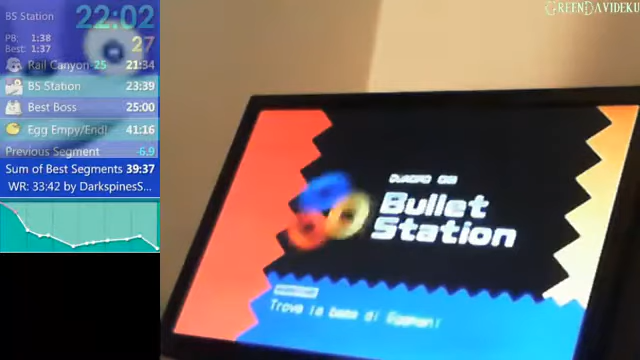 BS Station
22:02
GREENDAVIDEKU
PB: 1:38
Best: 1:37
27
Rail Canyon -25 21:34
BS Station 23:39
Best Boss 25:00
Egg Empy/End! 41:16
Previous Segment -6.9
Sum of Best Segments 39:37
WR: 33:42 by DarkspinesS...
Bullet
Station
Trova la base di Eggman!